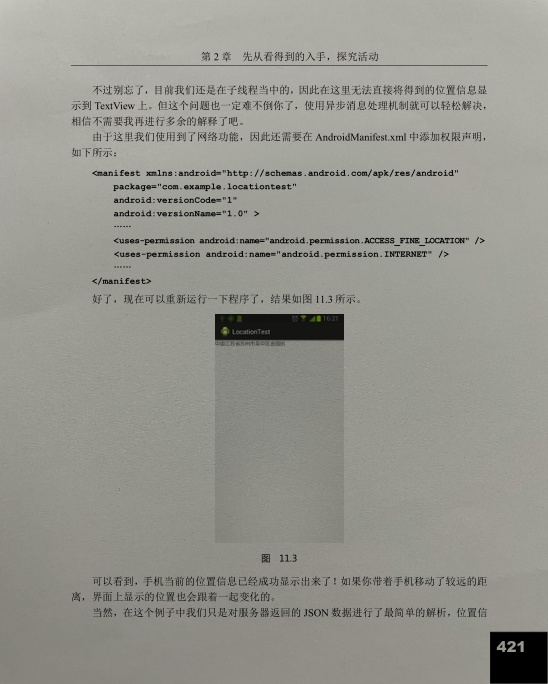 第 2 章 先从看得到的入手，探究活动
不过别忘了，目前我们还是在子线程当中的，因此在这里无法直接将得到的位置信息显
示到 TextView 上。但这个问题也一定难不倒你了，使用异步消息处理机制就可以轻松解决，
相信不需要我再进行多余的解释了吧。
由于这里我们使用到了网络功能，因此还需要在 AndroidManifest.xml 中添加权限声明，
如下所示：
<manifest xmlns:android="http://schemas.android.com/apk/res/android"
package="com.example.locationtest"
android:versionCode="1"
android:versionName="1.0" >
……
<uses-permission android:name="android.permission.ACCESS_FINE_LOCATION" />
<uses-permission android:name="android.permission.INTERNET" />
……
</manifest>
好了，现在可以重新运行一下程序了，结果如图 11.3 所示。
16:21
LocationTest
图 11.3
可以看到，手机当前的位置信息已经成功显示出来了！如果你带着手机移动了较远的距
离，界面上显示的位置也会跟着一起变化的。
当然，在这个例子中我们只是对服务器返回的 JSON 数据进行了最简单的解析，位置信
421